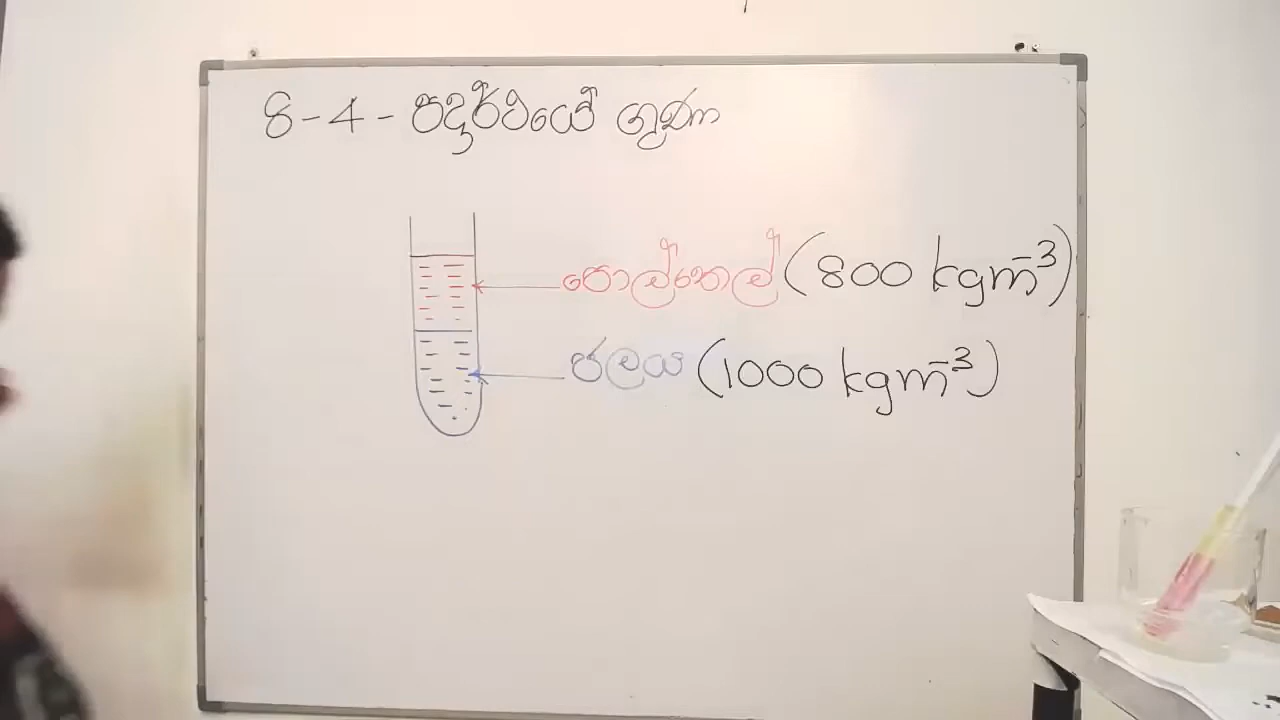 8-4-පදාර්ථයේ ගුණ
පොල්තෙල් (800 kgm⁻³)
ජලය (1000 kgm⁻³)